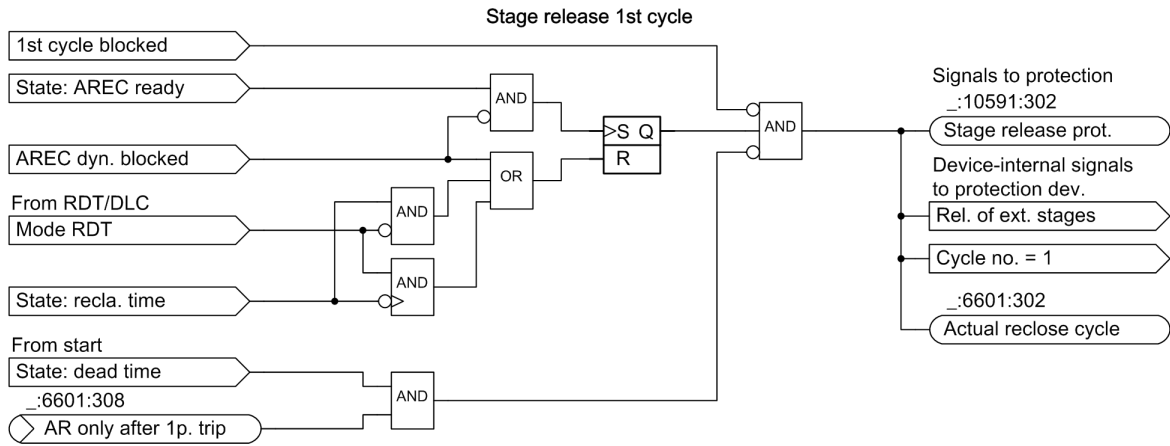 Stage release 1st cycle
1st cycle blocked
State: AREC ready
AND
S Q
R
AND
Signals to protection
_:10591:302
Stage release prot.
AREC dyn. blocked
OR
Device-internal signals
to protection dev.
Rel. of ext. stages
From RDT/DLC
Mode RDT
AND
Cycle no. = 1
State: recla. time
AND
_:6601:302
Actual reclose cycle
From start
State: dead time
AND
_:6601:308
AR only after 1p. trip